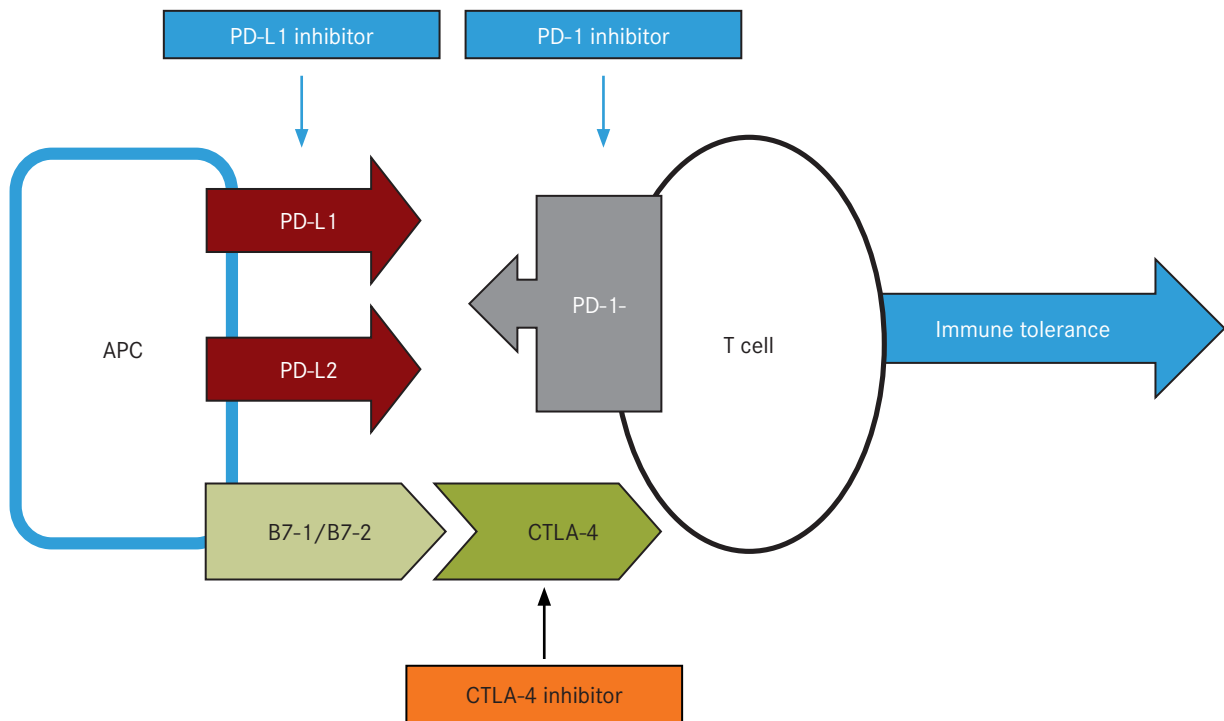 PD-L1 inhibitor
PD-1 inhibitor
PD-L1
PD-1-
APC
T cell
Immune tolerance
PD-L2
B7-1/B7-2
CTLA-4
CTLA-4 inhibitor